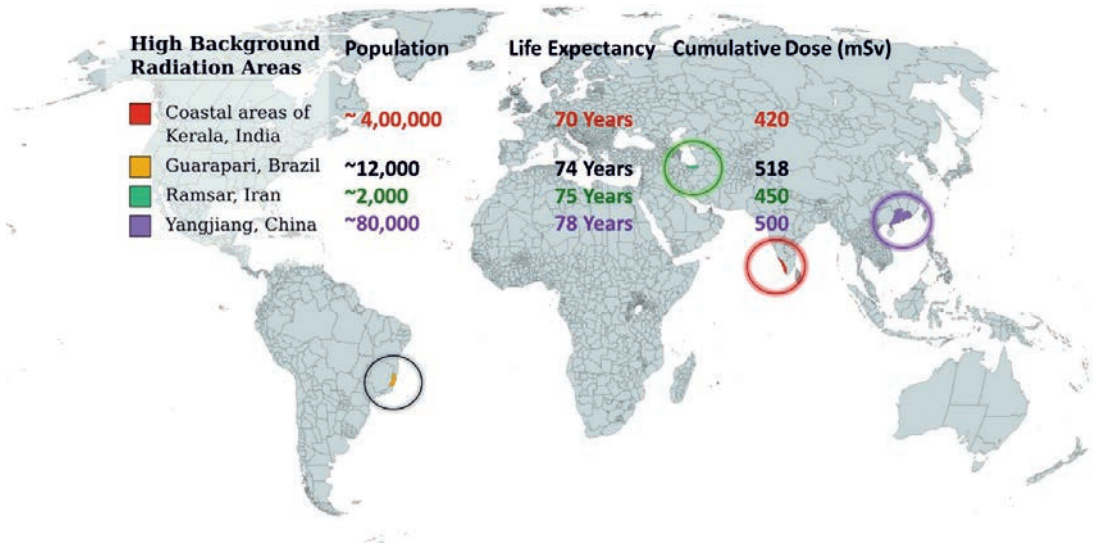 High Background Population Life Expectancy Cumulative Dose (mSv)
Radiation Areas
Coastal areas of ~ 4,00,000 70 Years 420
Kerala, India
Guarapari, Brazil ~12,000 74 Years 518
Ramsar, Iran ~2,000 75 Years 450
Yangjiang, China ~80,000 78 Years 500